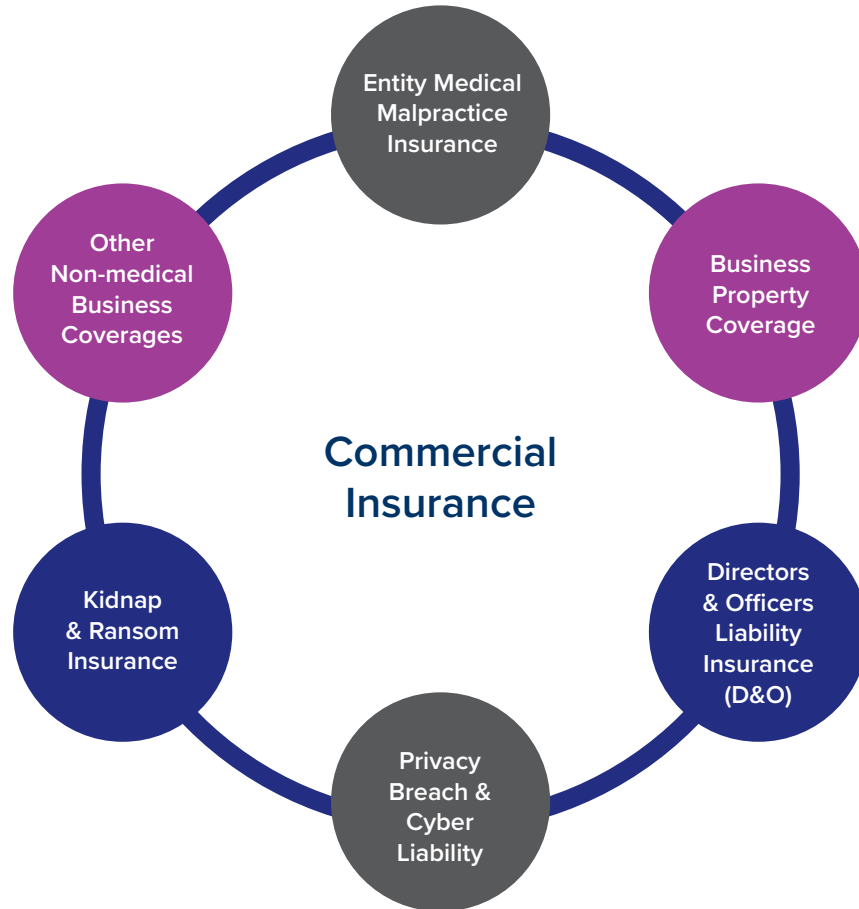 Entity Medical
Malpractice
Insurance
Other
Non-medical
Business
Coverages
Business
Property
Coverage
Commercial
Insurance
Kidnap
& Ransom
Insurance
Directors
& Officers
Liability
Insurance
(D&O)
Privacy
Breach &
Cyber
Liability